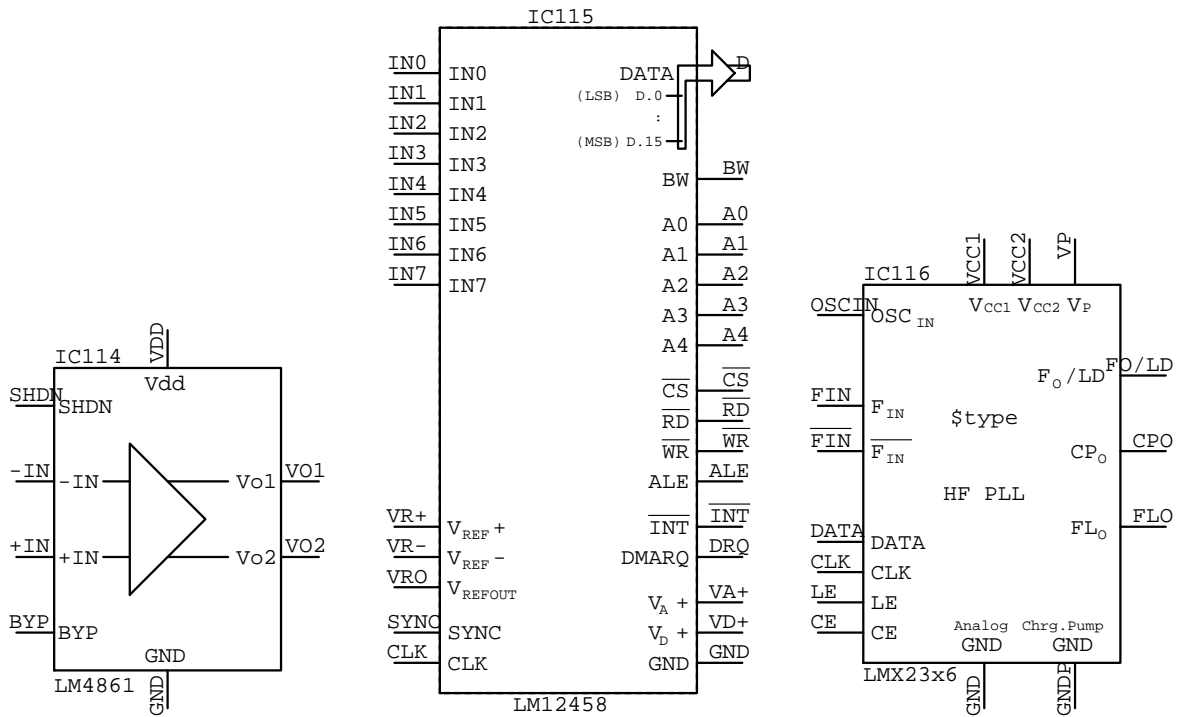 IC114
VDD
Vdd
SHDN
SHDN
-IN
-IN
Vo1
VO1
+IN
+IN
Vo2
VO2
BYP
BYP
GND
GND
LM4861
IC115
IN0
IN0
IN1
IN1
IN2
IN2
IN3
IN3
IN4
IN4
IN5
IN5
IN6
IN6
IN7
IN7
VR+
VREF+
VR-
VREF-
VRO
VREFOUT
SYNC
SYNC
CLK
CLK
DATA
D
(LSB) D.0
:
(MSB) D.15
BW
BW
A0
A0
A1
A1
A2
A2
A3
A3
A4
A4
CS
CS
RD
RD
WR
WR
ALE
ALE
INT
INT
DMARQ
DRQ
VA+
VA+
VD+
VD+
GND
GND
LM12458
IC116
VCC1
VCC2
VP
VCC1 VCC2 VP
OSCIN
OSCIN
FO/LD
FO/LD
FIN
FIN
$type
FIN
FIN
CPO
CPO
HF PLL
FLO
FLO
DATA
DATA
CLK
CLK
LE
LE
CE
CE
Analog Chrg.Pump
GND GND
LMX23x6
GND
GNDP